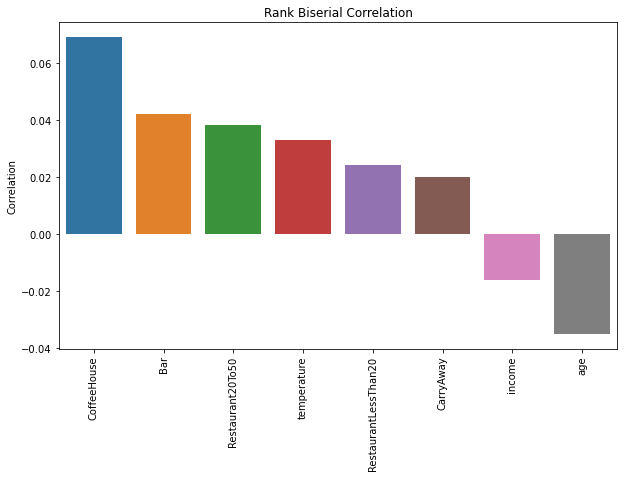 Rank Biserial Correlation
Correlation
0.06
0.04
0.02
0.00
−0.02
−0.04
CoffeeHouse
Bar
Restaurant20To50
temperature
RestaurantLessThan20
CarryAway
income
age